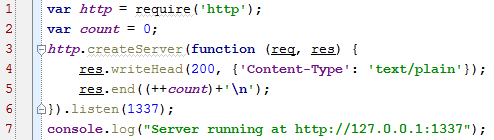 1 var http = require('http');
2 var count = 0;
3 http.createServer(function (req, res) {
4 res.writeHead(200, {'Content-Type': 'text/plain'});
5 res.end((++count)+'\n');
6 }).listen(1337);
7 console.log("Server running at http://127.0.0.1:1337");